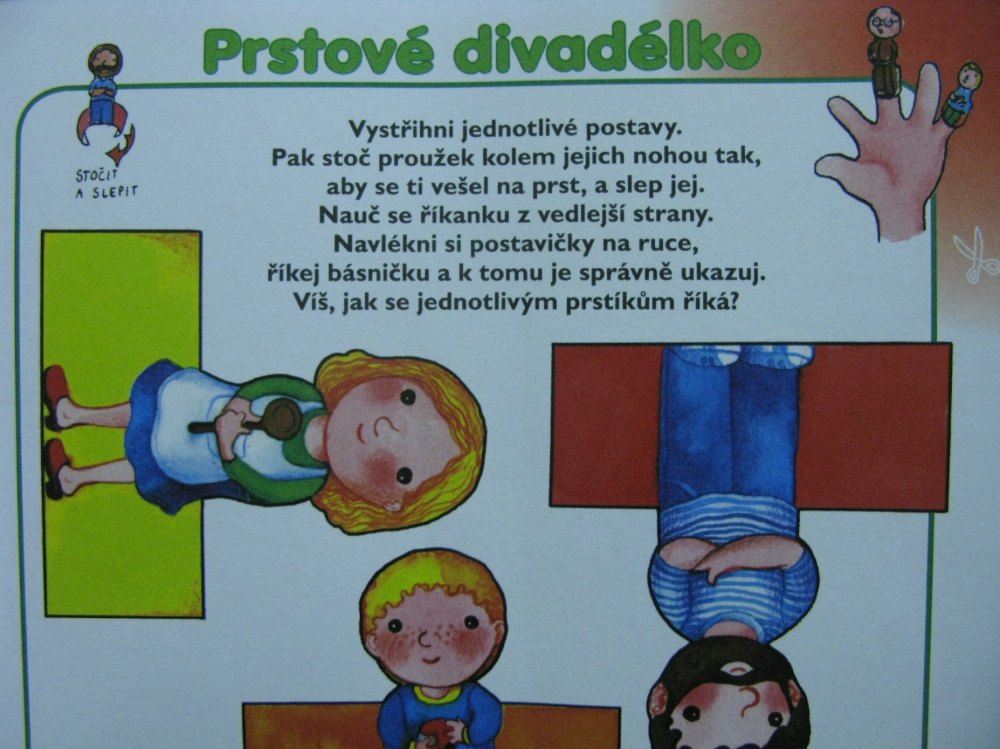 Prstové divadélko
STOČIT
A SLEPIT
Vystřihni jednotlivé postavy.
Pak stoč proužek kolem jejich nohou tak,
aby se ti vešel na prst, a slep jej.
Nauč se říkanku z vedlejší strany.
Navlékni si postavičky na ruce,
říkej básničku a k tomu je správně ukazuj.
Víš, jak se jednotlivým prstíkům říká?